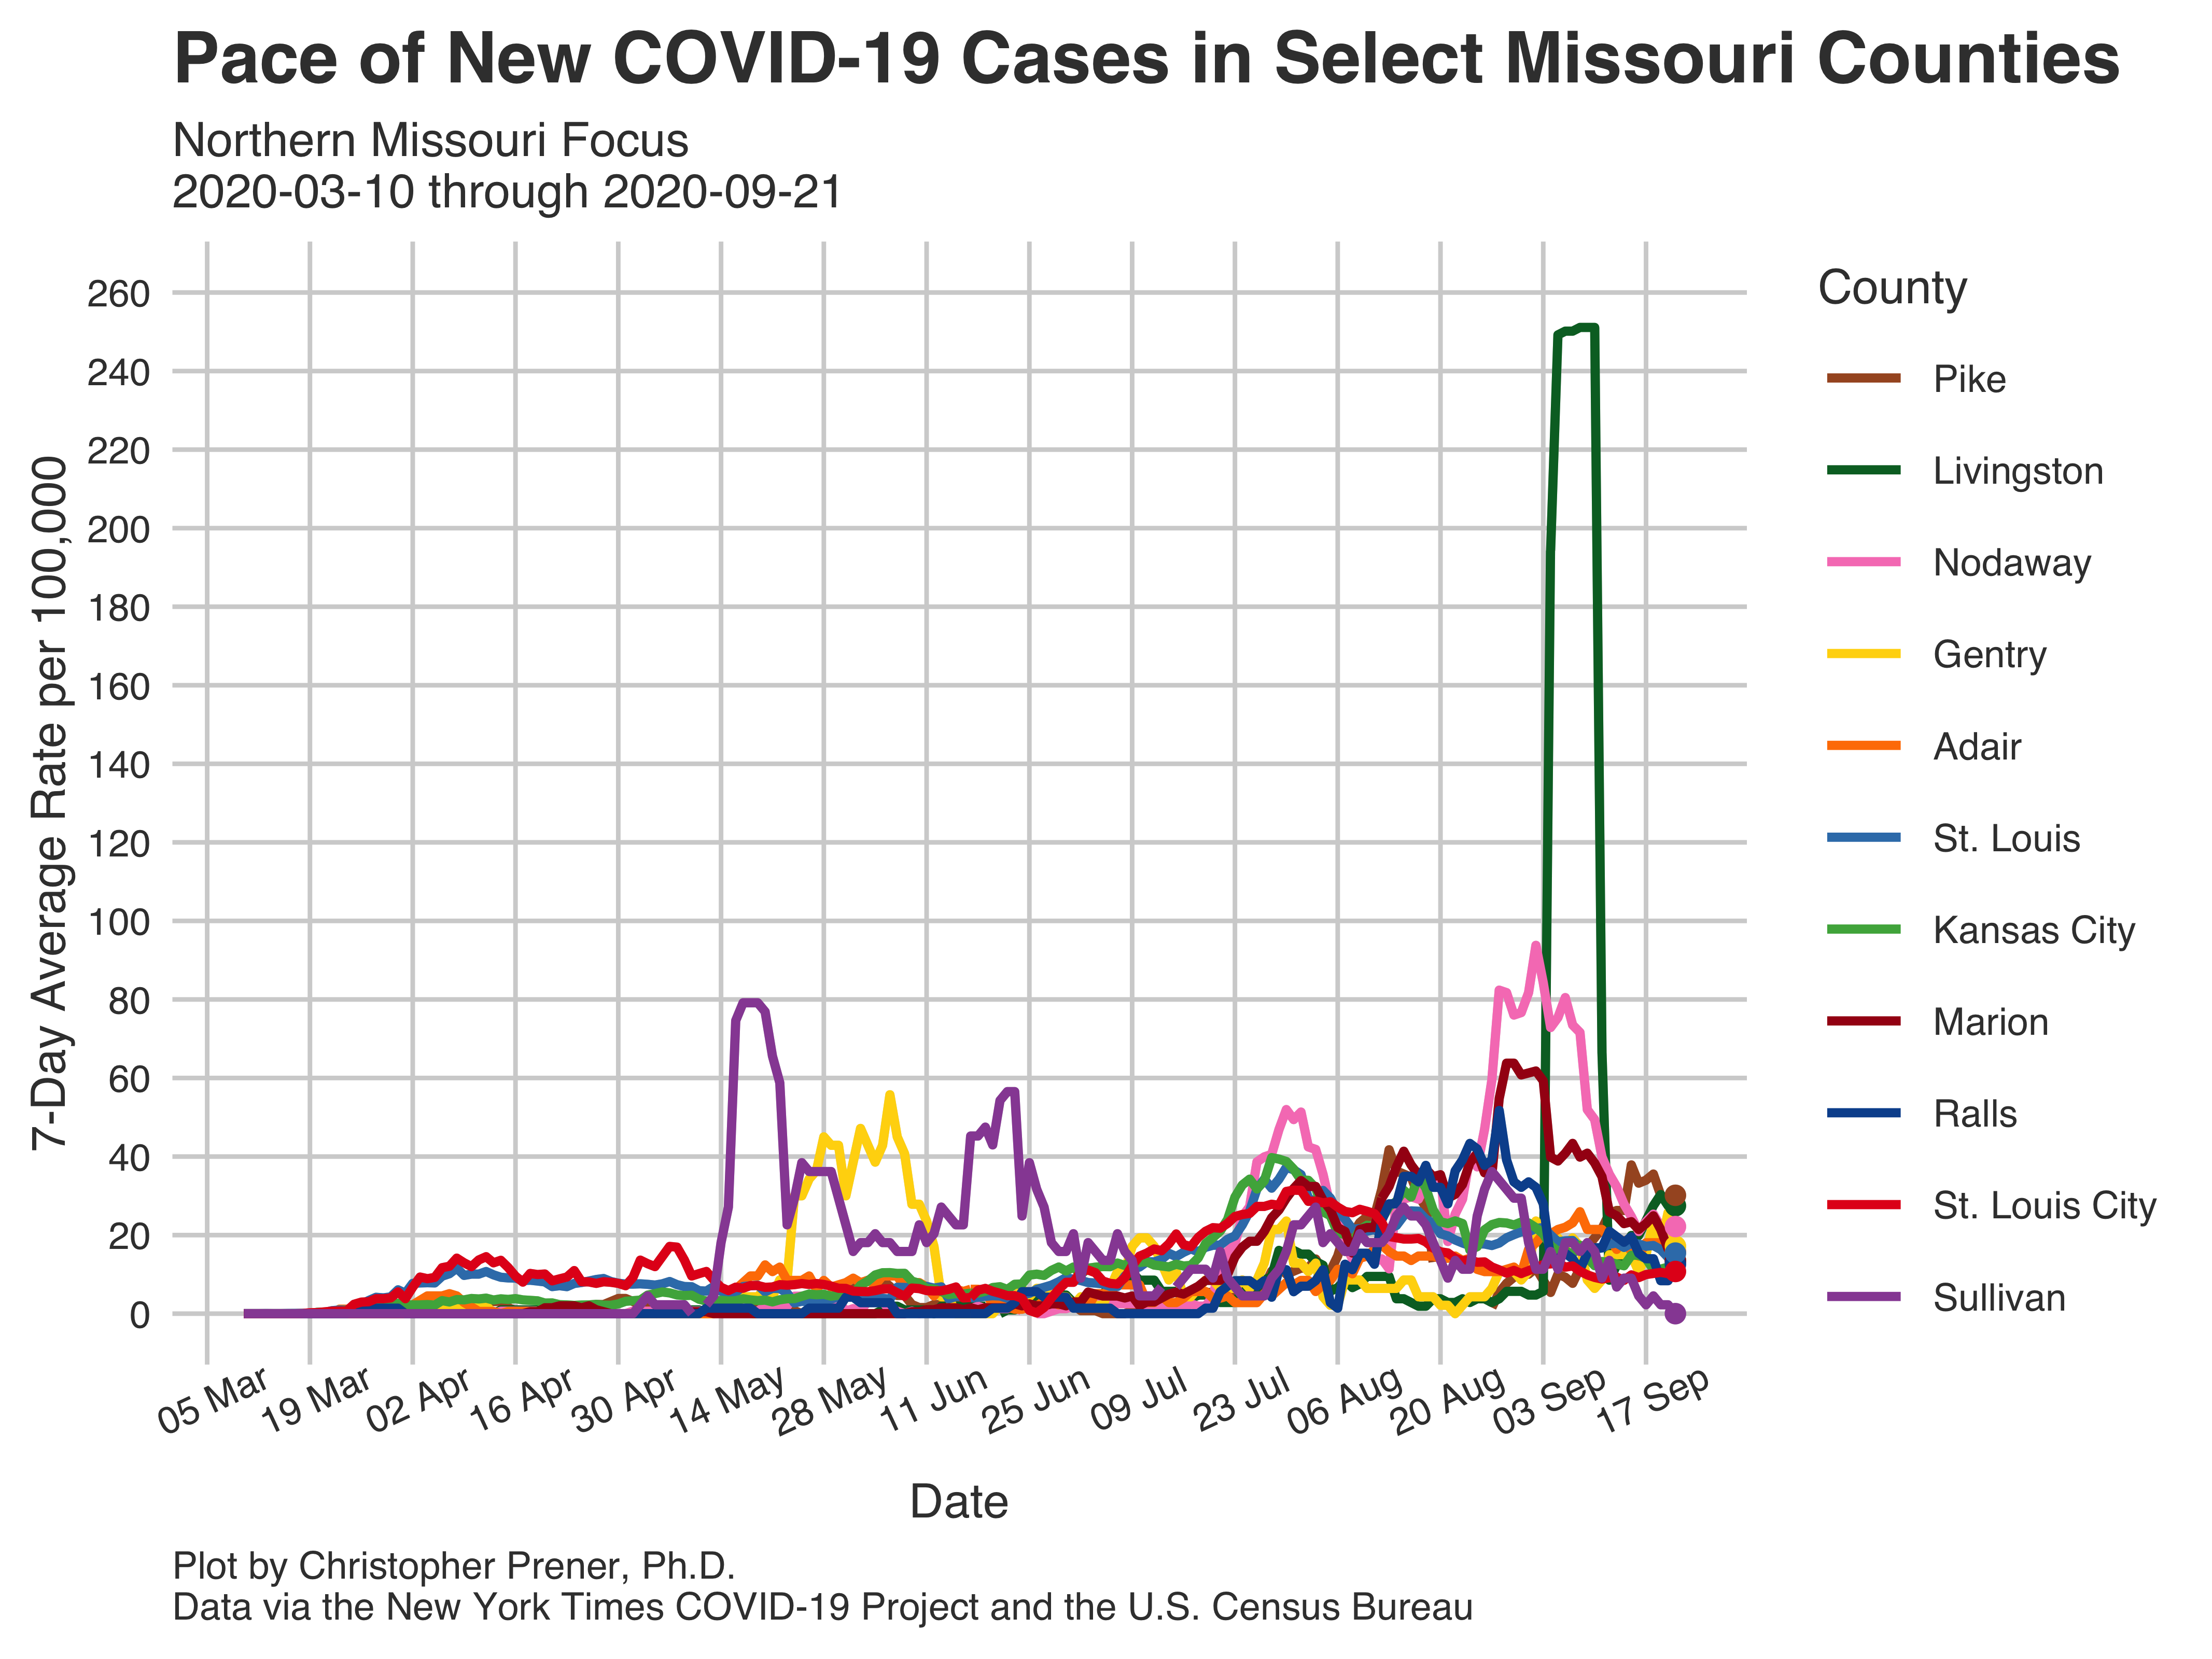 Pace of New COVID-19 Cases in Select Missouri Counties
Northern Missouri Focus
2020-03-10 through 2020-09-21
7-Day Average Rate per 100,000
260
240
220
200
180
160
140
120
100
80
60
40
20
0
05 Mar
19 Mar
02 Apr
16 Apr
30 Apr
14 May
28 May
11 Jun
25 Jun
09 Jul
23 Jul
06 Aug
20 Aug
03 Sep
17 Sep
Date
County
Pike
Livingston
Nodaway
Gentry
Adair
St. Louis
Kansas City
Marion
Ralls
St. Louis City
Sullivan
Plot by Christopher Prener, Ph.D.
Data via the New York Times COVID-19 Project and the U.S. Census Bureau